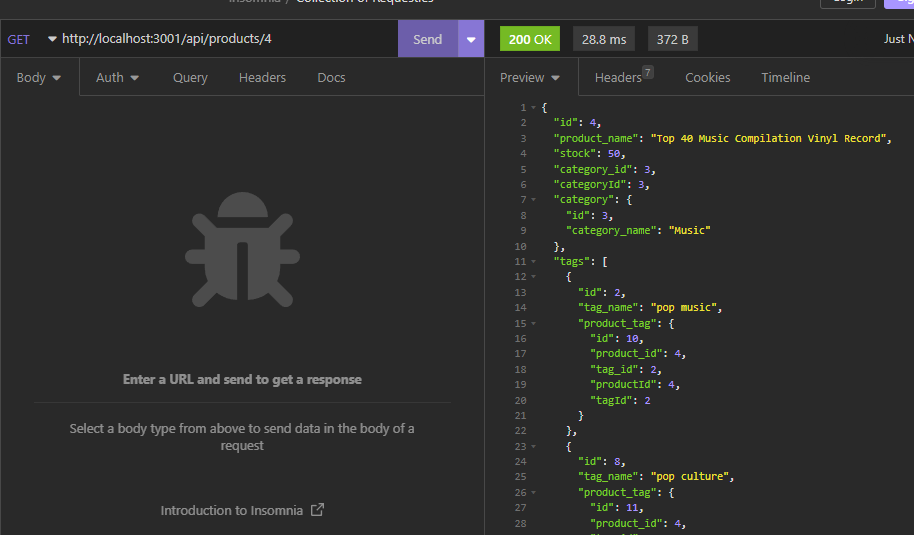 Insomnia / Collection of Requesties
Login
GET http://localhost:3001/api/products/4 Send
200 OK 28.8 ms 372 B Just
Body Auth Query Headers Docs
Preview Headers 7 Cookies Timeline
Enter a URL and send to get a response
Select a body type from above to send data in the body of a
request
Introduction to Insomnia
1 {
2 "id": 4,
3 "product_name": "Top 40 Music Compilation Vinyl Record",
4 "stock": 50,
5 "category_id": 3,
6 "categoryId": 3,
7 "category": {
8 "id": 3,
9 "category_name": "Music"
10 },
11 "tags": [
12 {
13 "id": 2,
14 "tag_name": "pop music",
15 "product_tag": {
16 "id": 10,
17 "product_id": 4,
18 "tag_id": 2,
19 "productId": 4,
20 "tagId": 2
21 }
22 },
23 {
24 "id": 8,
25 "tag_name": "pop culture",
26 "product_tag": {
27 "id": 11,
28 "product_id": 4,